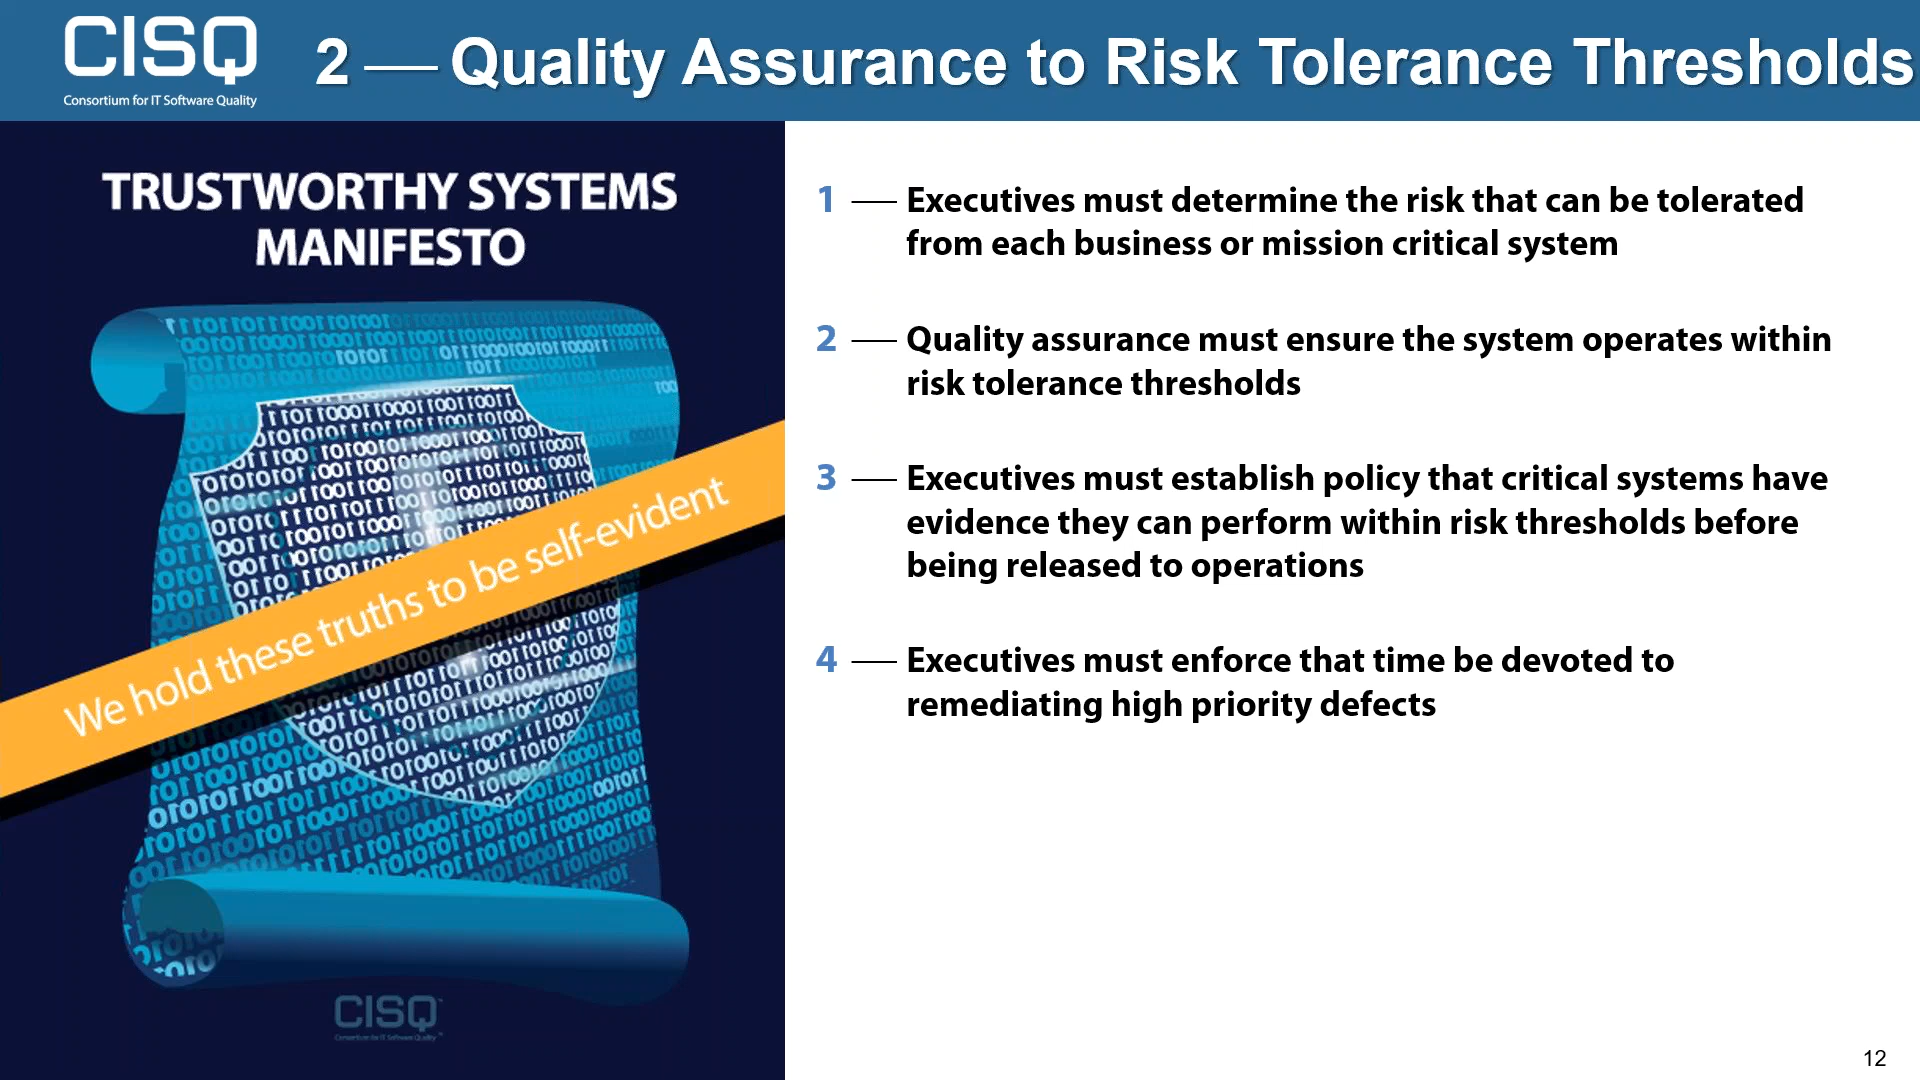 CISQ
Consortium for IT Software Quality
2 — Quality Assurance to Risk Tolerance Thresholds
TRUSTWORTHY SYSTEMS
MANIFESTO
We hold these truths to be self-evident
CISQ
Consortium for IT Software Quality
1 — Executives must determine the risk that can be tolerated
from each business or mission critical system
2 — Quality assurance must ensure the system operates within
risk tolerance thresholds
3 — Executives must establish policy that critical systems have
evidence they can perform within risk thresholds before
being released to operations
4 — Executives must enforce that time be devoted to
remediating high priority defects
12